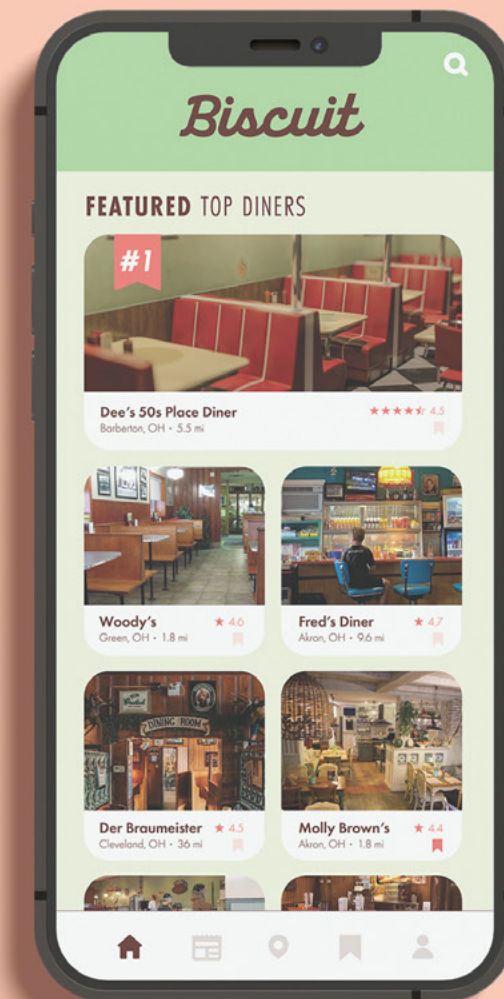 Biscuit
FEATURED TOP DINERS
#1
Dee's 50s Place Diner
★★★★⯪ 4.5
Barberton, OH • 5.5 mi
Woody's ★ 4.6
Green, OH • 1.8 mi
Fred's Diner ★ 4.7
Akron, OH • 9.6 mi
DINING ROOM
Der Braumeister ★ 4.5
Cleveland, OH • 36 mi
Molly Brown's ★ 4.4
Akron, OH • 1.8 mi